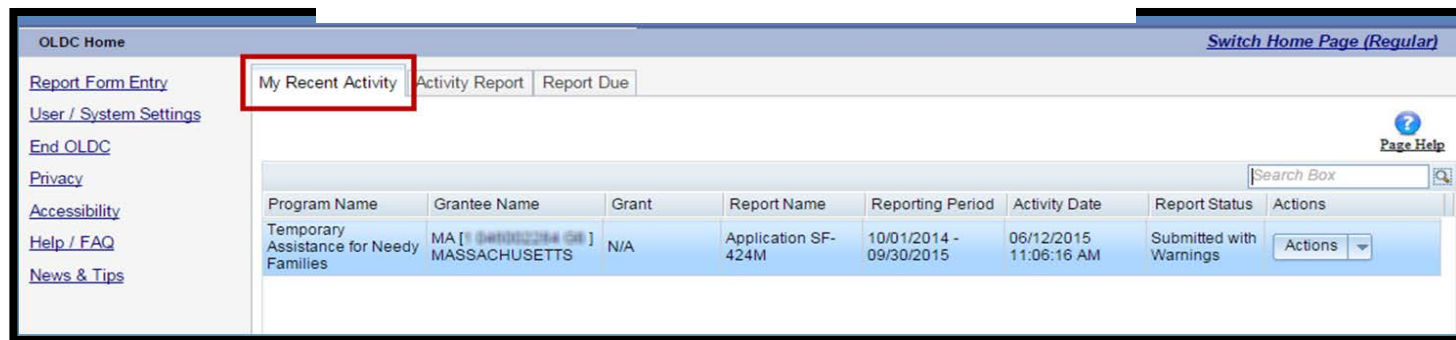 OLDC Home
Switch Home Page (Regular)
Report Form Entry
User / System Settings
End OLDC
Privacy
Accessibility
Help / FAQ
News & Tips
My Recent Activity
Activity Report
Report Due
?
Page Help
Search Box
Program Name Grantee Name Grant Report Name Reporting Period Activity Date Report Status Actions
Temporary
Assistance for Needy
Families
MA [ ]
MASSACHUSETTS
N/A
Application SF-
424M
10/01/2014 -
09/30/2015
06/12/2015
11:06:16 AM
Submitted with
Warnings
Actions